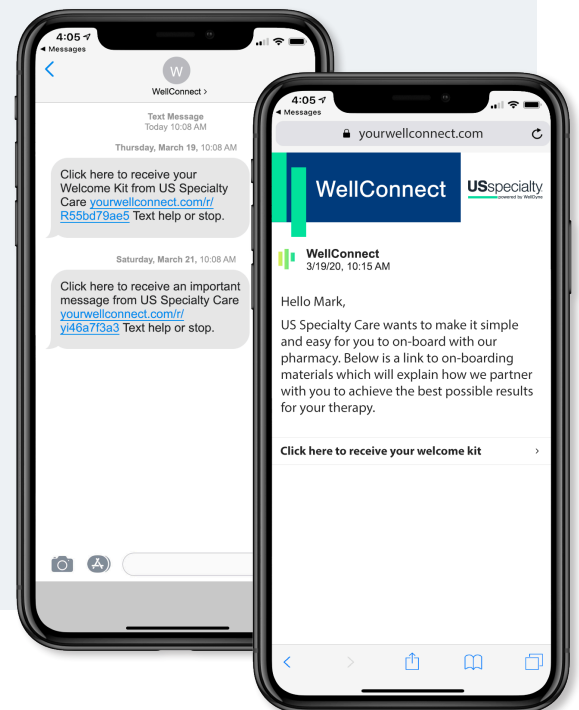 4:05
Messages
W
WellConnect >
Text Message
Today 10:08 AM
Thursday, March 19, 10:08 AM
Click here to receive your
Welcome Kit from US Specialty
Care yourwellconnect.com/r/
R55bd79ae5 Text help or stop.
Saturday, March 21, 10:08 AM
Click here to receive an important
message from US Specialty Care
yourwellconnect.com/r/
yi46a7f3a3 Text help or stop.
4:05
Messages
yourwellconnect.com
WellConnect
USspecialty
powered by WellDyne
WellConnect
3/19/20, 10:15 AM
Hello Mark,
US Specialty Care wants to make it simple
and easy for you to on-board with our
pharmacy. Below is a link to on-boarding
materials which will explain how we partner
with you to achieve the best possible results
for your therapy.
Click here to receive your welcome kit >